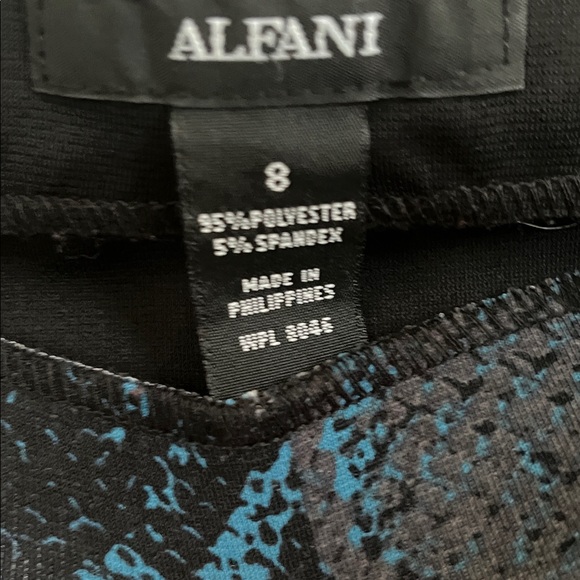 ALFANI
8
95% POLYESTER
5% SPANDEX
MADE IN
PHILIPPINES
WPL 8046